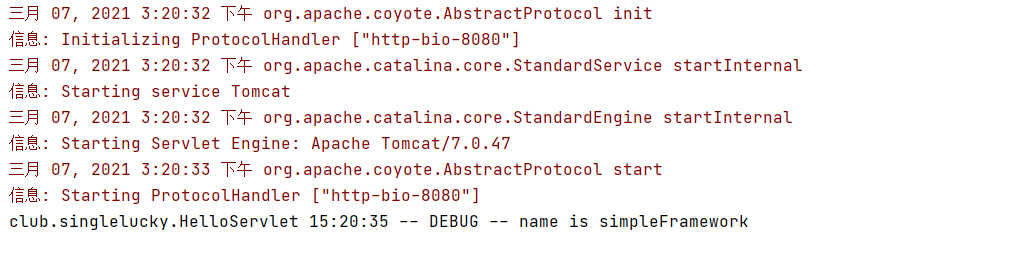 三月 07, 2021 3:20:32 下午 org.apache.coyote.AbstractProtocol init
信息: Initializing ProtocolHandler ["http-bio-8080"]
三月 07, 2021 3:20:32 下午 org.apache.catalina.core.StandardService startInternal
信息: Starting service Tomcat
三月 07, 2021 3:20:32 下午 org.apache.catalina.core.StandardEngine startInternal
信息: Starting Servlet Engine: Apache Tomcat/7.0.47
三月 07, 2021 3:20:33 下午 org.apache.coyote.AbstractProtocol start
信息: Starting ProtocolHandler ["http-bio-8080"]
club.singlelucky.HelloServlet 15:20:35 -- DEBUG -- name is simpleFramework